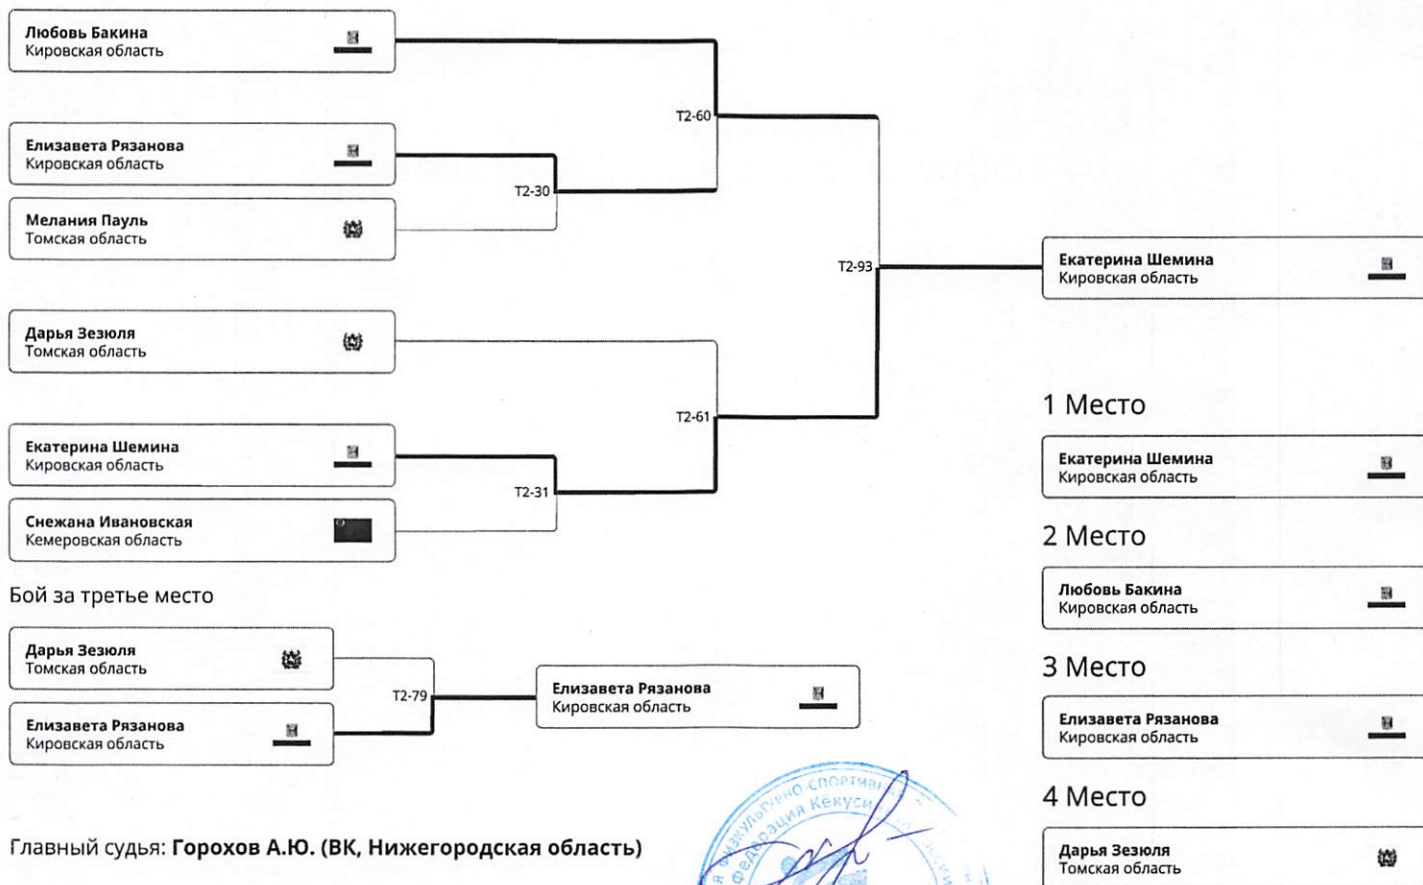 Любовь Бакина
Кировская область
Елизавета Рязанова
Кировская область
Мелания Пауль
Томская область
Дарья Зезюля
Томская область
Екатерина Шемина
Кировская область
Снежана Ивановская
Кемеровская область
T2-30
T2-31
T2-60
T2-61
T2-93
Екатерина Шемина
Кировская область
Бой за третье место
Дарья Зезюля
Томская область
Елизавета Рязанова
Кировская область
T2-79
Елизавета Рязанова
Кировская область
1 Место
Екатерина Шемина
Кировская область
2 Место
Любовь Бакина
Кировская область
3 Место
Елизавета Рязанова
Кировская область
4 Место
Дарья Зезюля
Томская область
Главный судья: Горохов А.Ю. (ВК, Нижегородская область)